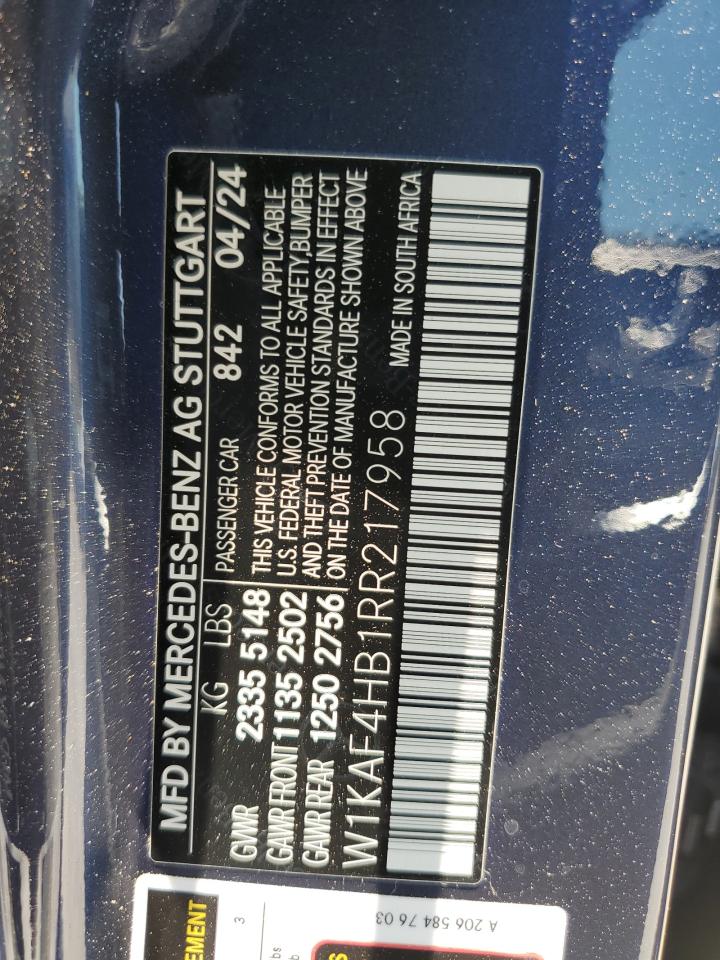 MFD BY MERCEDES-BENZ AG STUTTGART
KG LBS PASSENGER CAR 842 04/24
GVWR 2335 5148 THIS VEHICLE CONFORMS TO ALL APPLICABLE
GAWR FRONT 1135 2502 U.S. FEDERAL MOTOR VEHICLE SAFETY,BUMPER
GAWR REAR 1250 2756 AND THEFT PREVENTION STANDARDS IN EFFECT
ON THE DATE OF MANUFACTURE SHOWN ABOVE
W1KAF4HB1RR217958 MADE IN SOUTH AFRICA
EMENT
3
bs
A 206 584 76 03